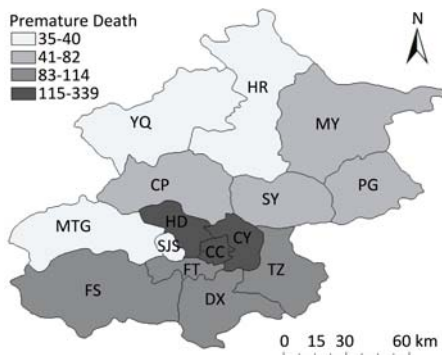 Premature Death
35-40
41-82
83-114
115-339
N
HR
YQ
MY
CP
SY
PG
MTG
HD
SJS
CC
CY
FT
TZ
FS
DX
0 15 30 60 km